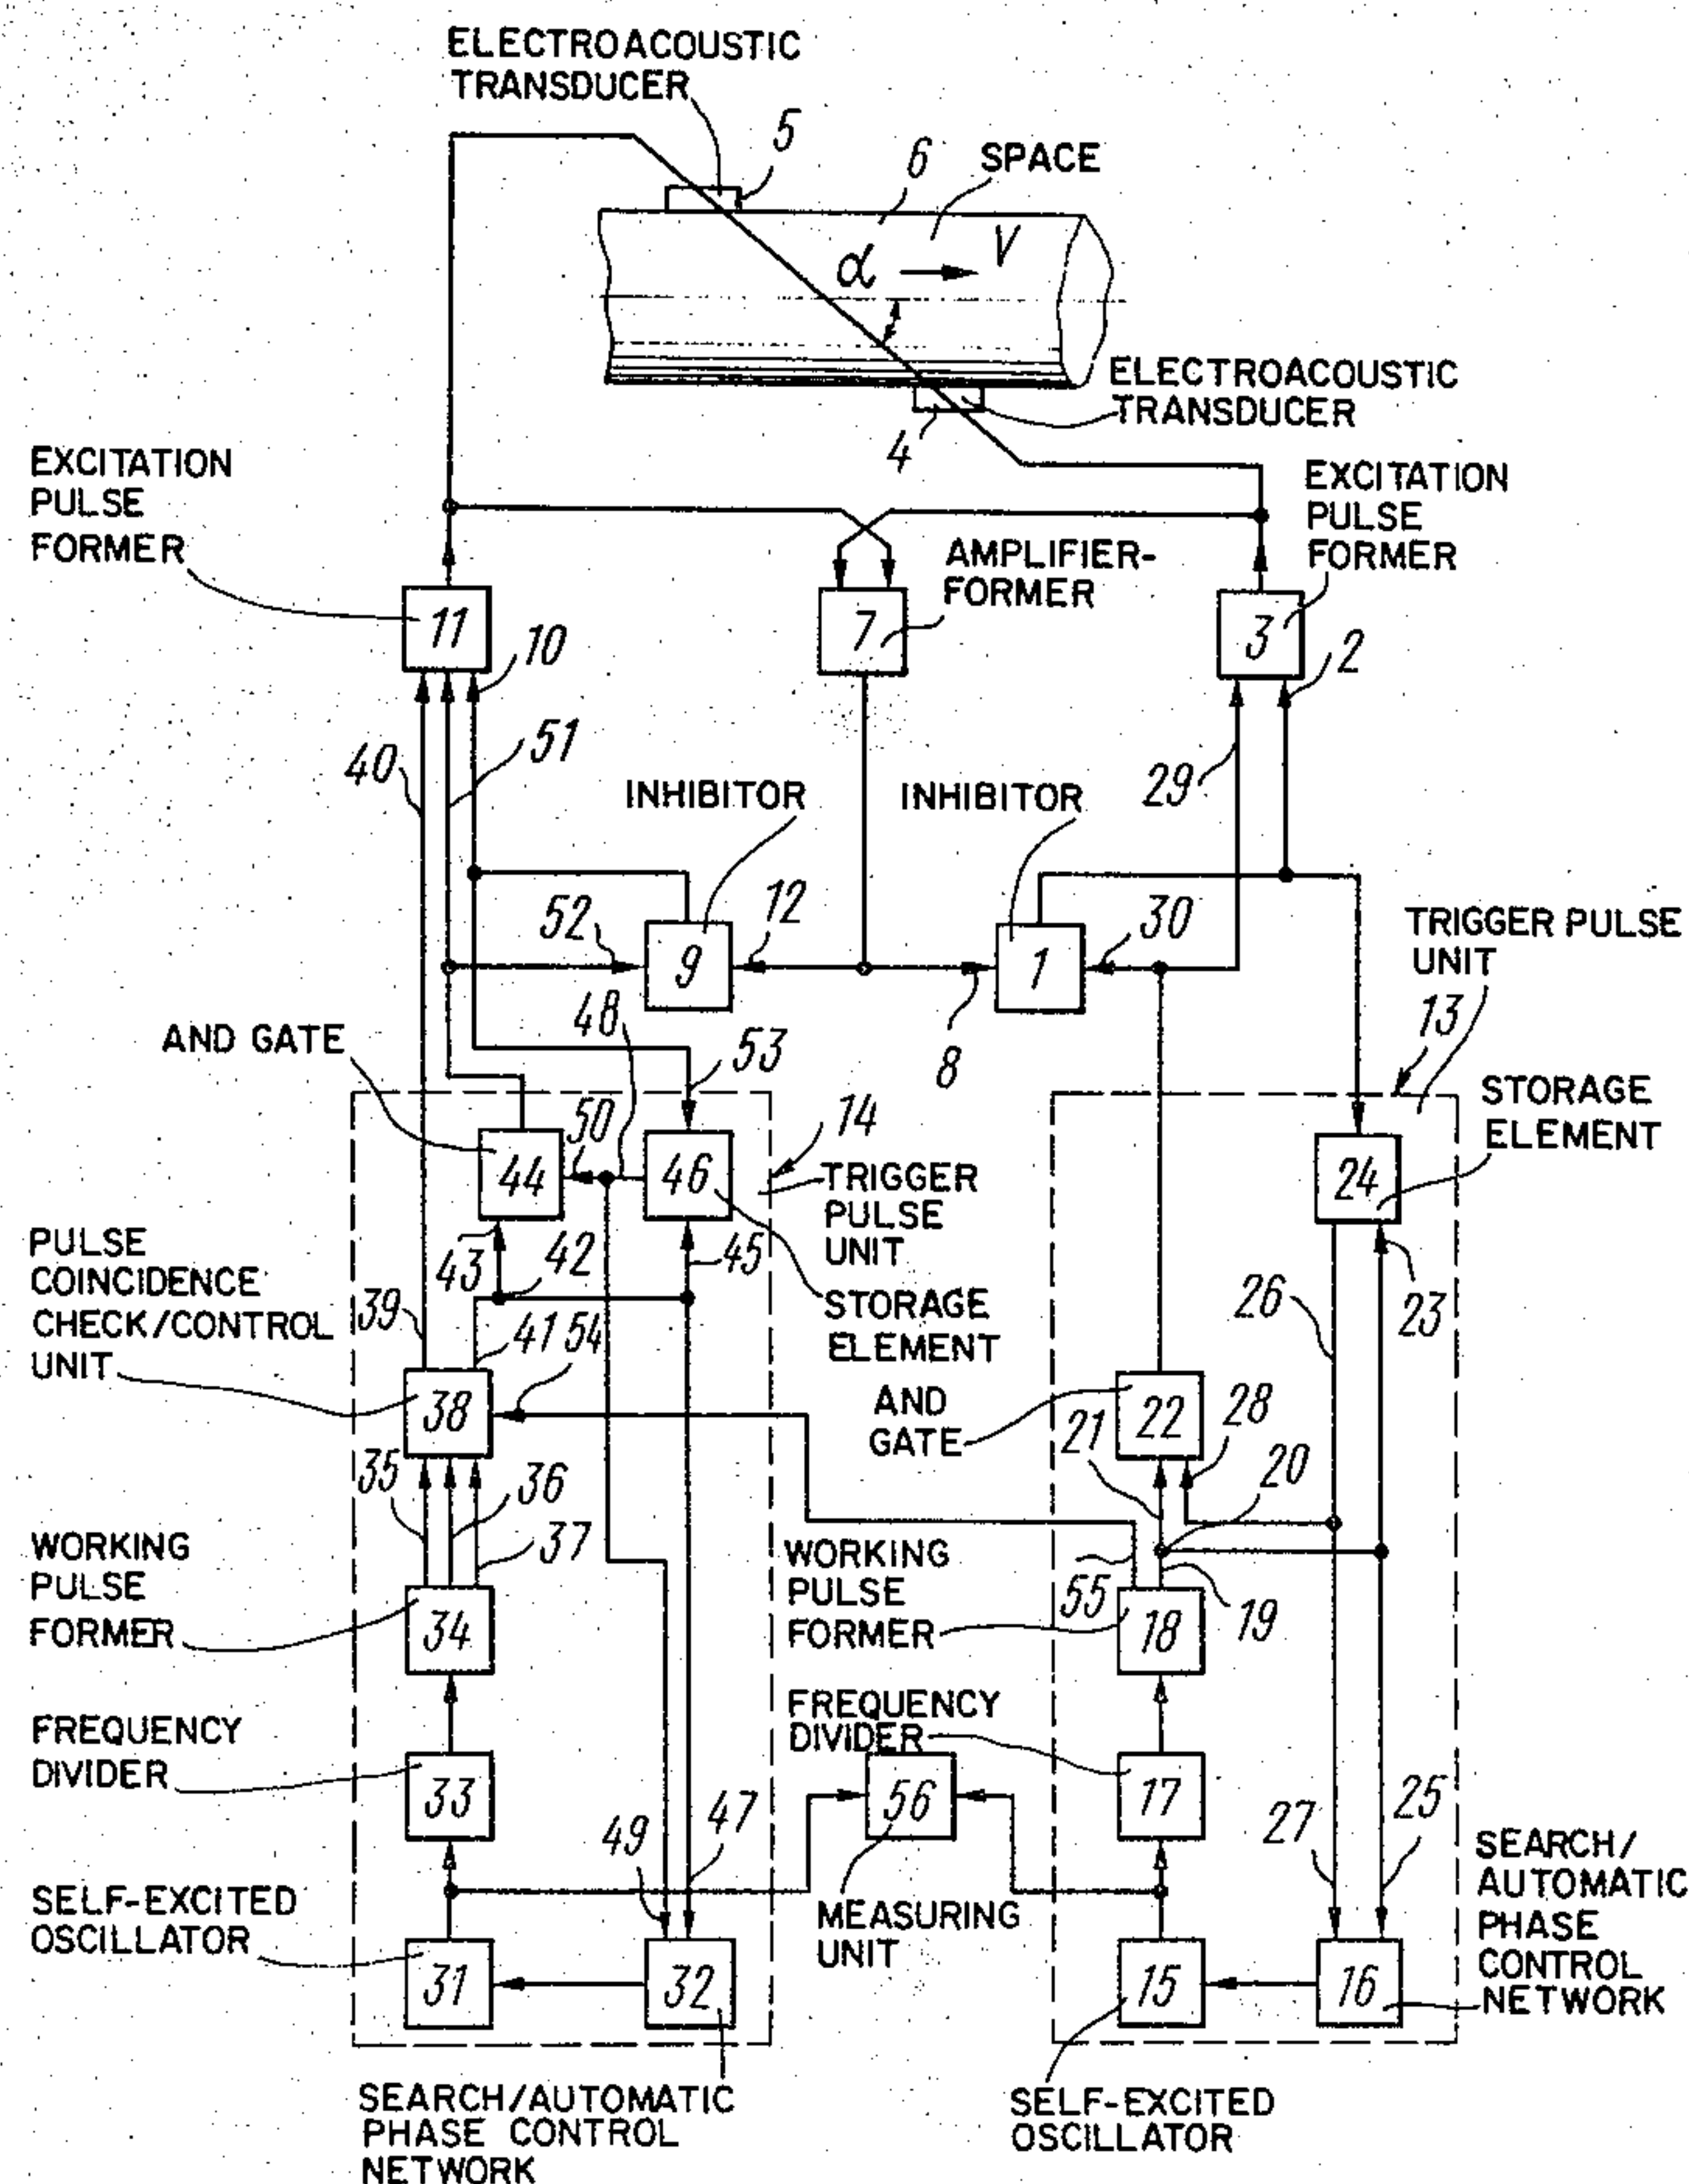 ELECTROACOUSTIC
TRANSDUCER
5
6
SPACE
α
V
ELECTROACOUSTIC
TRANSDUCER
4
EXCITATION
PULSE
FORMER
EXCITATION
PULSE
FORMER
AMPLIFIER-
FORMER
11
10
7
3
2
40
51
29
INHIBITOR
INHIBITOR
52
12
30
9
1
8
TRIGGER PULSE
UNIT
13
AND GATE
48
53
STORAGE
ELEMENT
50
14
44
46
24
TRIGGER
PULSE
UNIT
PULSE
COINCIDENCE
CHECK/CONTROL
UNIT
43
42
45
39
41
54
STORAGE
ELEMENT
26
23
38
AND
GATE
21
22
28
20
35
36
37
WORKING
PULSE
FORMER
34
WORKING
PULSE
FORMER
55
18
19
FREQUENCY
DIVIDER
33
FREQUENCY
DIVIDER
56
17
49
47
27
25
SELF-EXCITED
OSCILLATOR
31
32
MEASURING
UNIT
15
16
SEARCH/
AUTOMATIC
PHASE
CONTROL
NETWORK
SEARCH/AUTOMATIC
PHASE CONTROL
NETWORK
SELF-EXCITED
OSCILLATOR